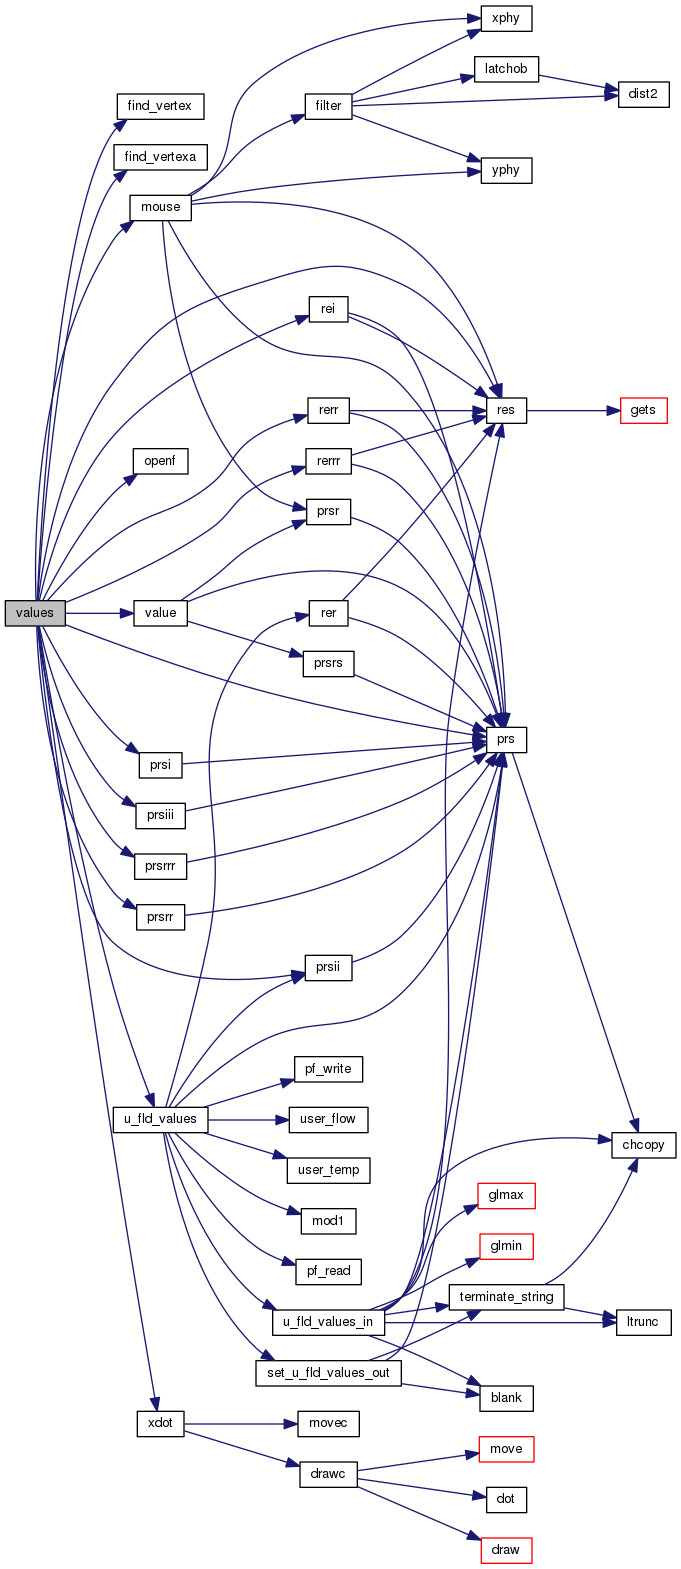 xphy
latchob
dist2
find_vertex
filter
find_vertexa
yphy
mouse
rei
rerr
res
gets
openf
rerrr
prsr
values
value
rer
prsrs
prs
prsi
prsiii
prsrrr
prsrr
prsii
pf_write
u_fld_values
user_flow
chcopy
user_temp
glmax
mod1
glmin
pf_read
terminate_string
u_fld_values_in
ltrunc
set_u_fld_values_out
blank
xdot
movec
move
drawc
dot
draw